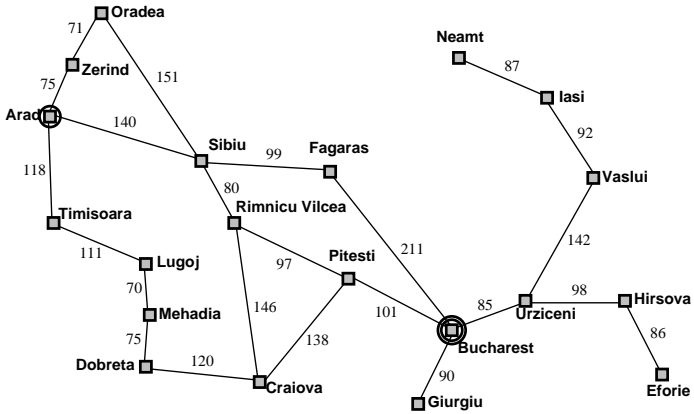 Oradea
71
Neamt
Zerind
87
75
151
Iasi
Arad
140
92
Sibiu
Fagaras
99
118
80
Vaslui
Timisoara
Rimnicu Vilcea
111
211
142
Lugoj
97
Pitesti
70
98
Hirsova
Mehadia
146
101
85
Urziceni
75
138
86
Bucharest
Dobreta
120
90
Craiova
Eforie
Giurgiu